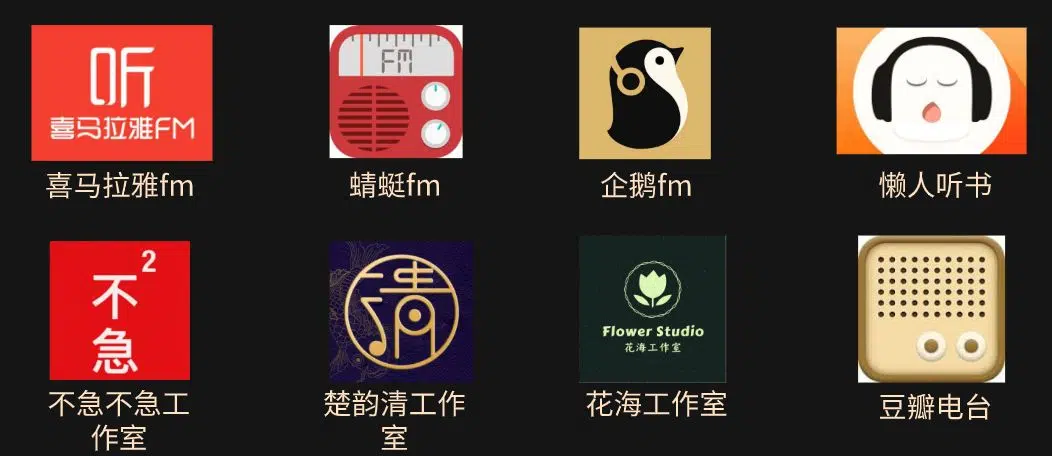 听
喜马拉雅FM
FM
喜马拉雅fm
蜻蜓fm
企鹅fm
懒人听书
不
急
2
清
Flower Studio
花海工作室
不急不急工
作室
楚韵清工作
室
花海工作室
豆瓣电台